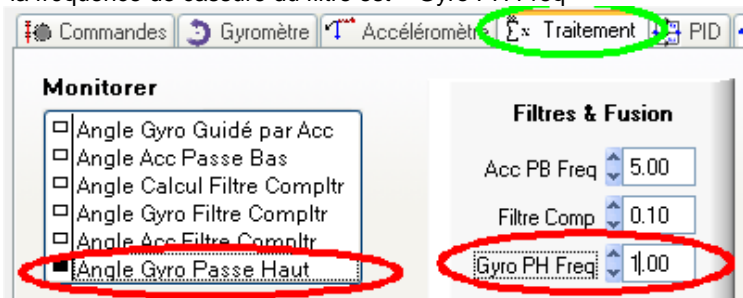 la fréquence de cassure du filtre est « Gyro PH Freq »
Commandes Gyromètre Accéléromètre Traitement PID
Monitorer
Angle Gyro Guidé par Acc
Angle Acc Passe Bas
Angle Calcul Filtre Compltr
Angle Gyro Filtre Compltr
Angle Acc Filtre Compltr
Angle Gyro Passe Haut
Filtres & Fusion
Acc PB Freq 5.00
Filtre Comp 0.10
Gyro PH Freq 1.00